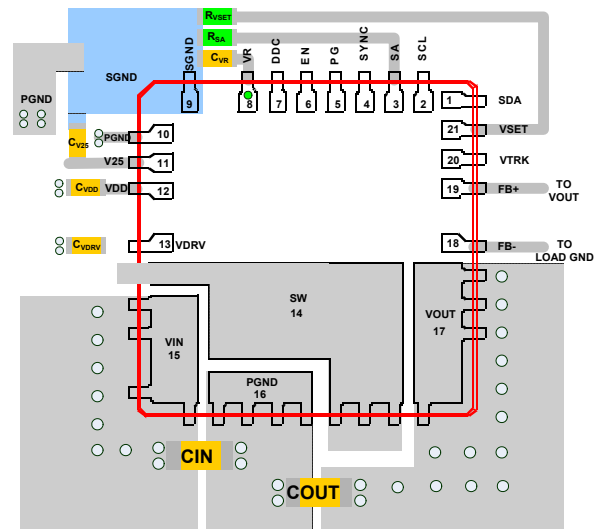 RVSET
RSA
CVR
SGND
VR
DDC
EN
PG
SYNC
SA
SCL
SGND
PGND
9
8
7
6
5
4
3
2
1
SDA
PGND
10
21
VSET
CV25
V25
11
20
VTRK
CVDD
VDD
12
19
FB+
TO
VOUT
CVDRV
13
VDRV
18
FB-
TO
LOAD GND
SW
14
VOUT
17
VIN
15
PGND
16
CIN
COUT